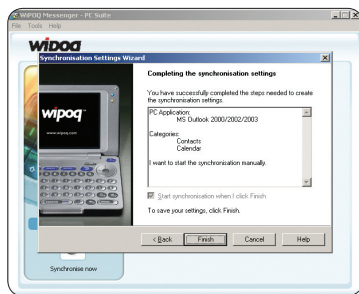 WiPOQ Messenger - PC Suite
File Tools Help
wipoq
Synchronisation Settings Wizard
Completing the synchronisation settings
You have successfully completed the steps needed to create
the synchronisation settings.
PC Application:
MS Outlook 2000/2002/2003
Categories:
Contacts
Calendar
I want to start the synchronisation manually.
wipoq
www.wipoq.com
Start synchronisation when I click Finish
To save your settings, click Finish.
< Back Finish Cancel Help
Synchronise now